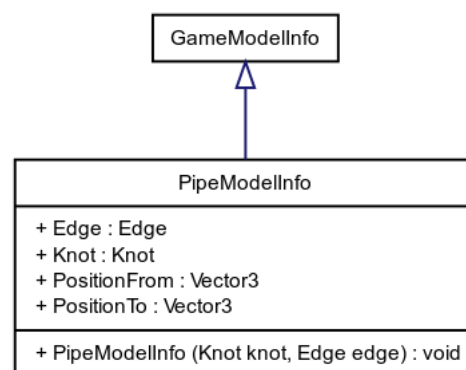 GameModelInfo
PipeModelInfo
+ Edge : Edge
+ Knot : Knot
+ PositionFrom : Vector3
+ PositionTo : Vector3
+ PipeModelInfo (Knot knot, Edge edge) : void